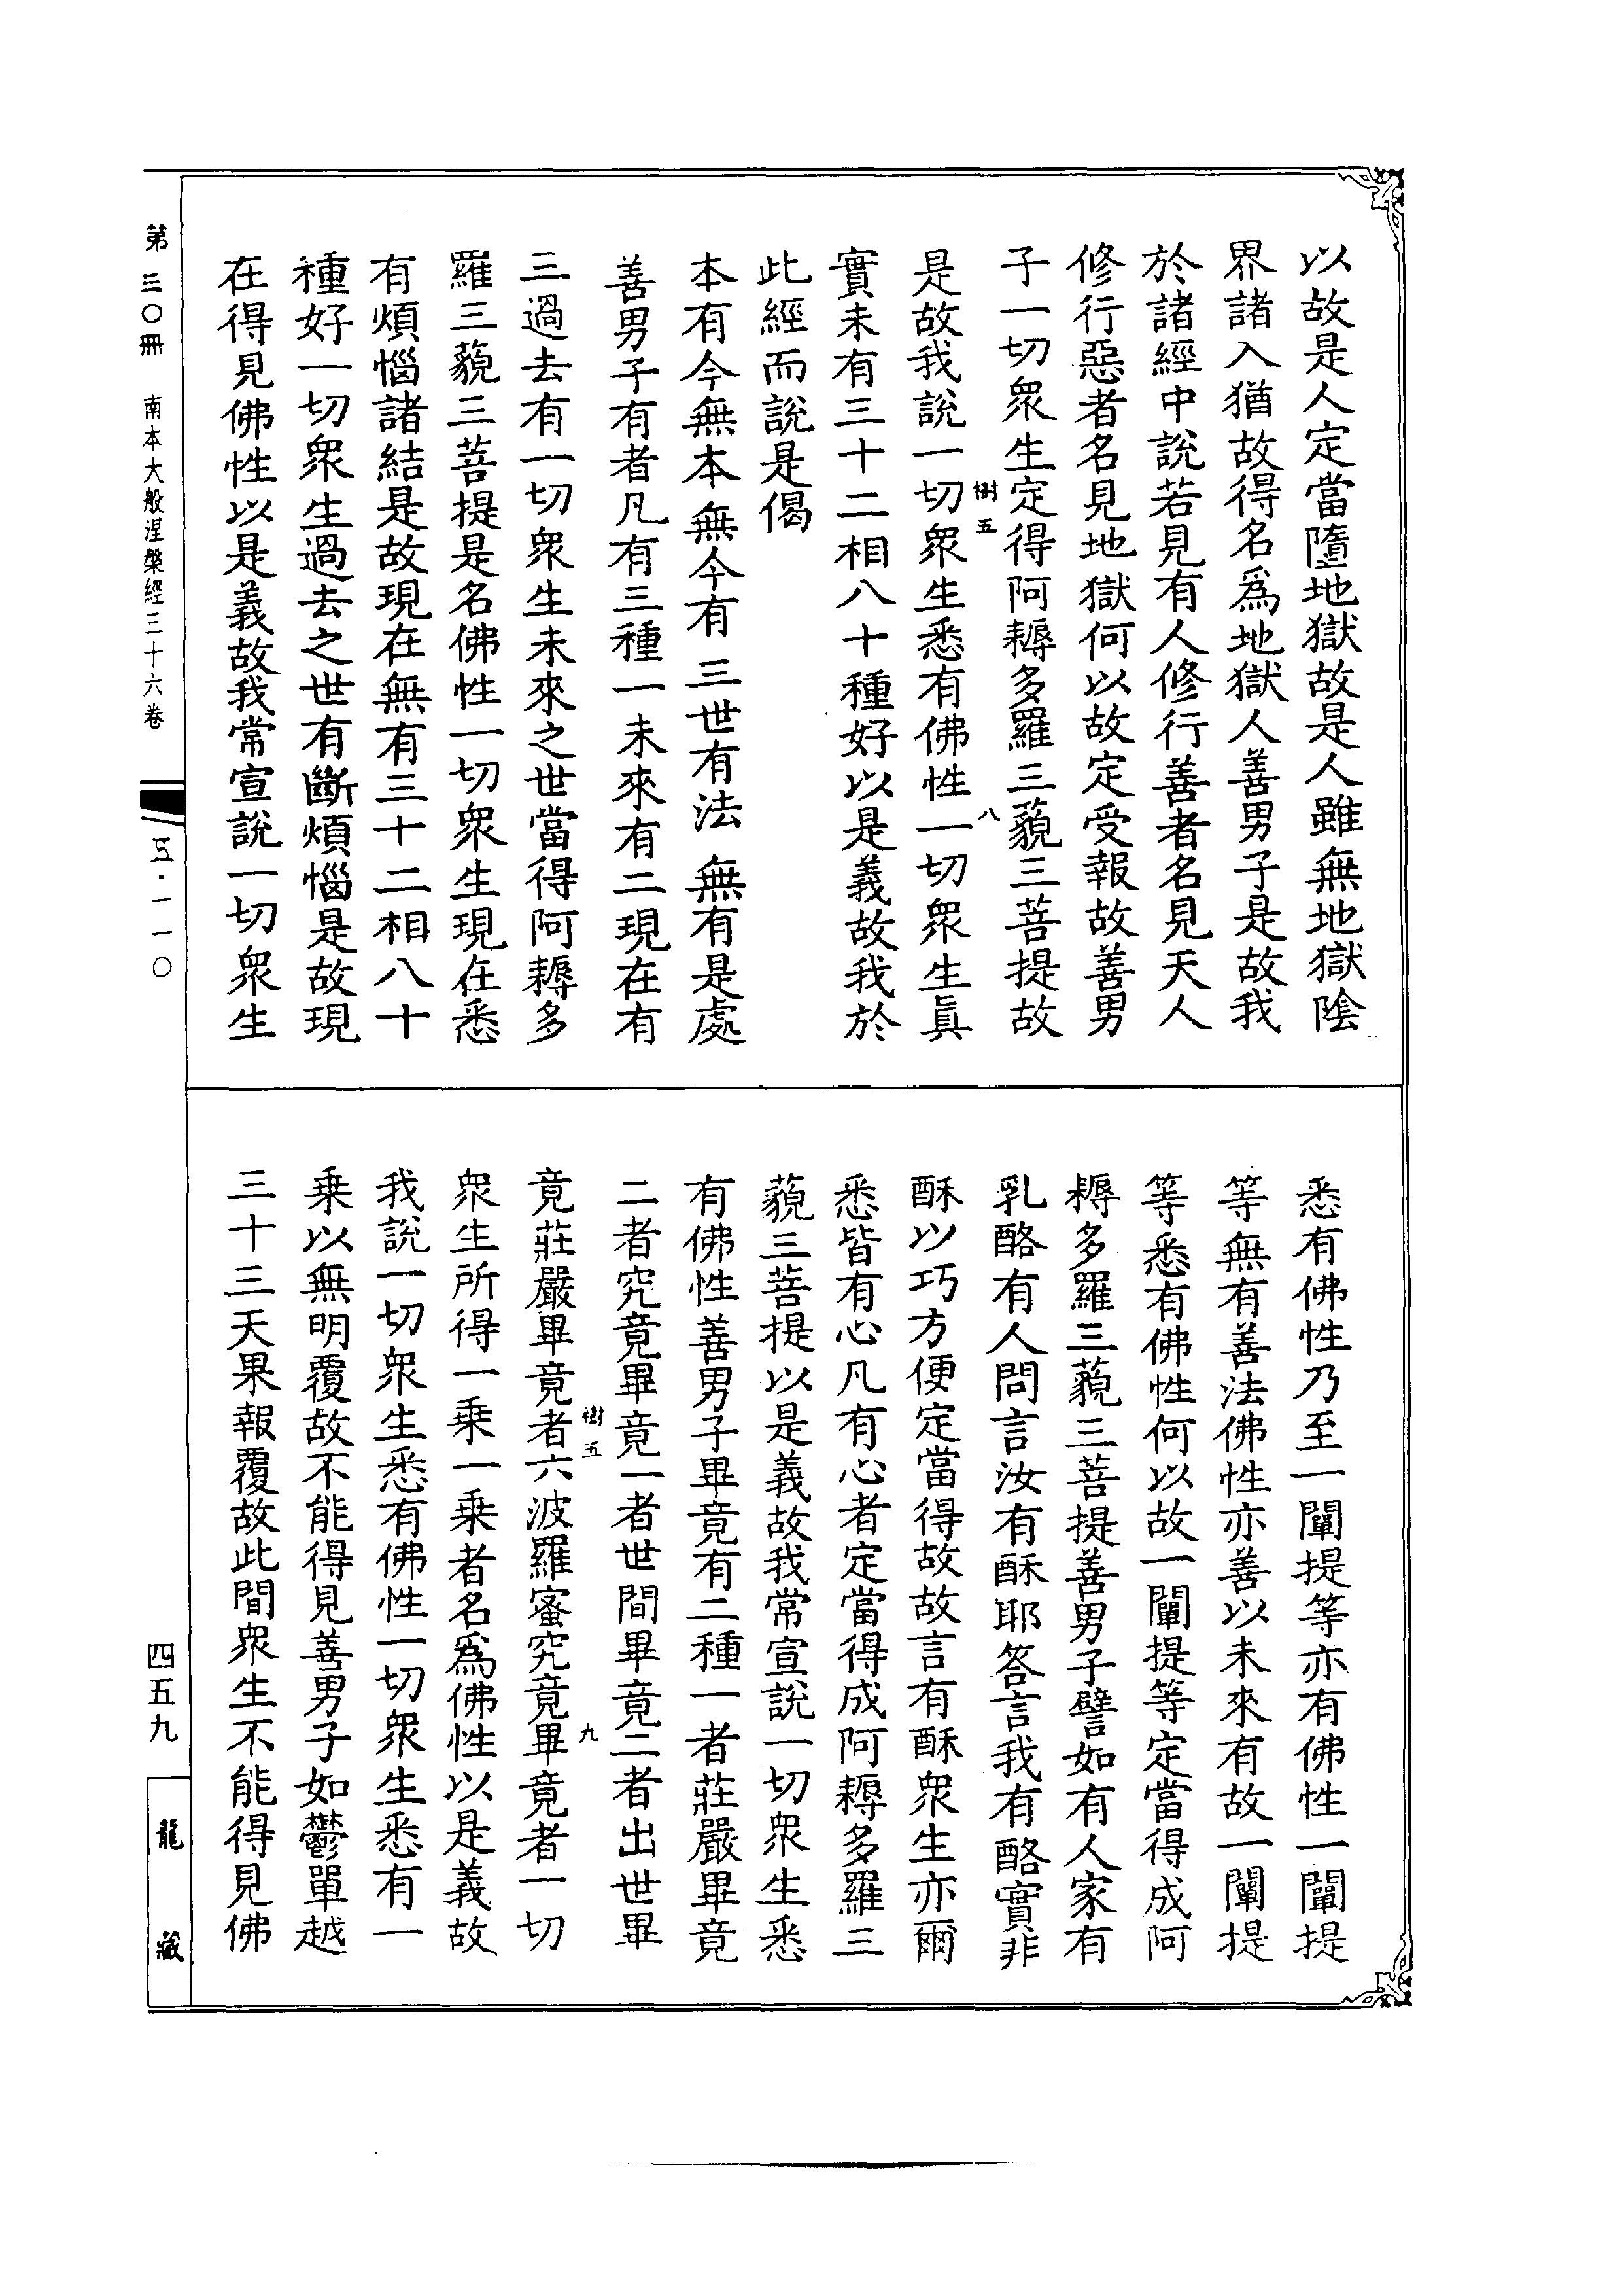 以故是人定當墮地獄故是人雖無地獄陰
界諸入猶故得名爲地獄人善男子是故我
於諸經中說若見有人修行善者名見天人
修行惡者名見地獄何以故定受報故善男
子一切眾生定得阿耨多羅三藐三菩提故
樹五
八
是故我說一切眾生悉有佛性一切眾生眞
實未有三十二相八十種好以是義故我於
此經而說是偈
本有今無本無今有 三世有法 無有是處
善男子有者凡有三種一未來有二現在有
三過去有一切眾生未來之世當得阿耨多
羅三藐三菩提是名佛性一切眾生現在悉
有煩惱諸結是故現在無有三十二相八十
種好一切眾生過去之世有斷煩惱是故現
在得見佛性以是義故我常宣說一切眾生
悉有佛性乃至一闡提等亦有佛性一闡提
等無有善法佛性亦善以未來有故一闡提
等悉有佛性何以故一闡提等定當得成阿
耨多羅三藐三菩提善男子譬如有人家有
乳酪有人問言汝有酥耶答言我有酪實非
酥以巧方便定當得故故言有酥眾生亦爾
悉皆有心凡有心者定當得成阿耨多羅三
藐三菩提以是義故我常宣說一切眾生悉
有佛性善男子畢竟有二種一者莊嚴畢竟
二者究竟畢竟一者世間畢竟二者出世畢
樹五
九
竟莊嚴畢竟者六波羅蜜究竟畢竟者一切
眾生所得一乗一乗者名爲佛性以是義故
我說一切眾生悉有佛性一切眾生悉有一
乗以無明覆故不能得見善男子如鬱單越
三十三天果報覆故此間眾生不能得見佛
第三〇冊 南本大般涅槃經三十六卷
五·一一〇
四五九
龍藏